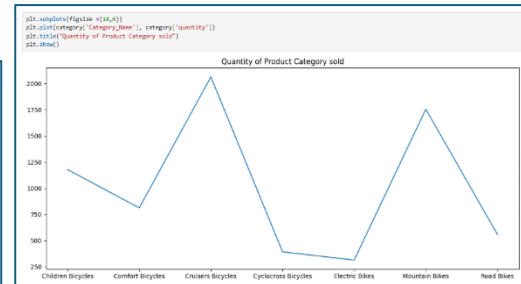 plt.subplots(figsize =(14,6))
plt.plot(category['Category_Name'], category['quantity'])
plt.title("Quantity of Product Category sold")
plt.show()
Quantity of Product Category sold
2000
1750
1500
1250
1000
750
500
250
Children Bicycles Comfort Bicycles Cruisers Bicycles Cyclocross Bicycles Electric Bikes Mountain Bikes Road Bikes